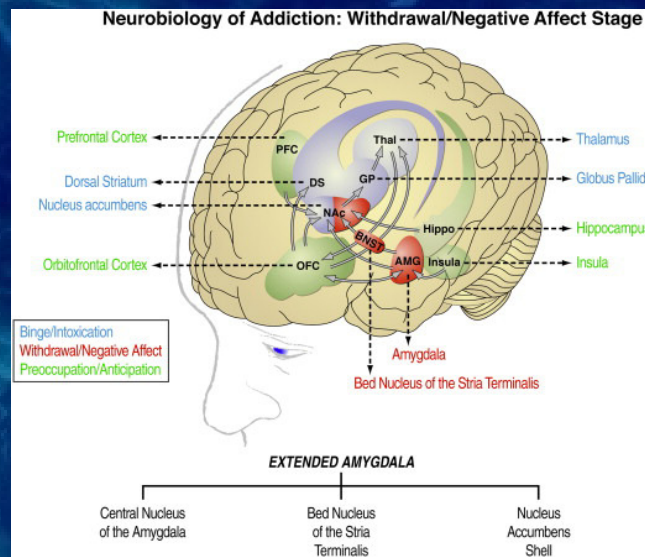 Neurobiology of Addiction: Withdrawal/Negative Affect Stage
Prefrontal Cortex
PFC
Thal
Thalamus
Dorsal Striatum
DS
GP
Globus Pallid
Nucleus accumbens
NAc
Hippo
Hippocampus
BNST
Orbitofrontal Cortex
OFC
AMG
Insula
Insula
Binge/Intoxication
Withdrawal/Negative Affect
Preoccupation/Anticipation
Amygdala
Bed Nucleus of the Stria Terminalis
EXTENDED AMYGDALA
Central Nucleus
of the Amygdala
Bed Nucleus
of the Stria
Terminalis
Nucleus
Accumbens
Shell